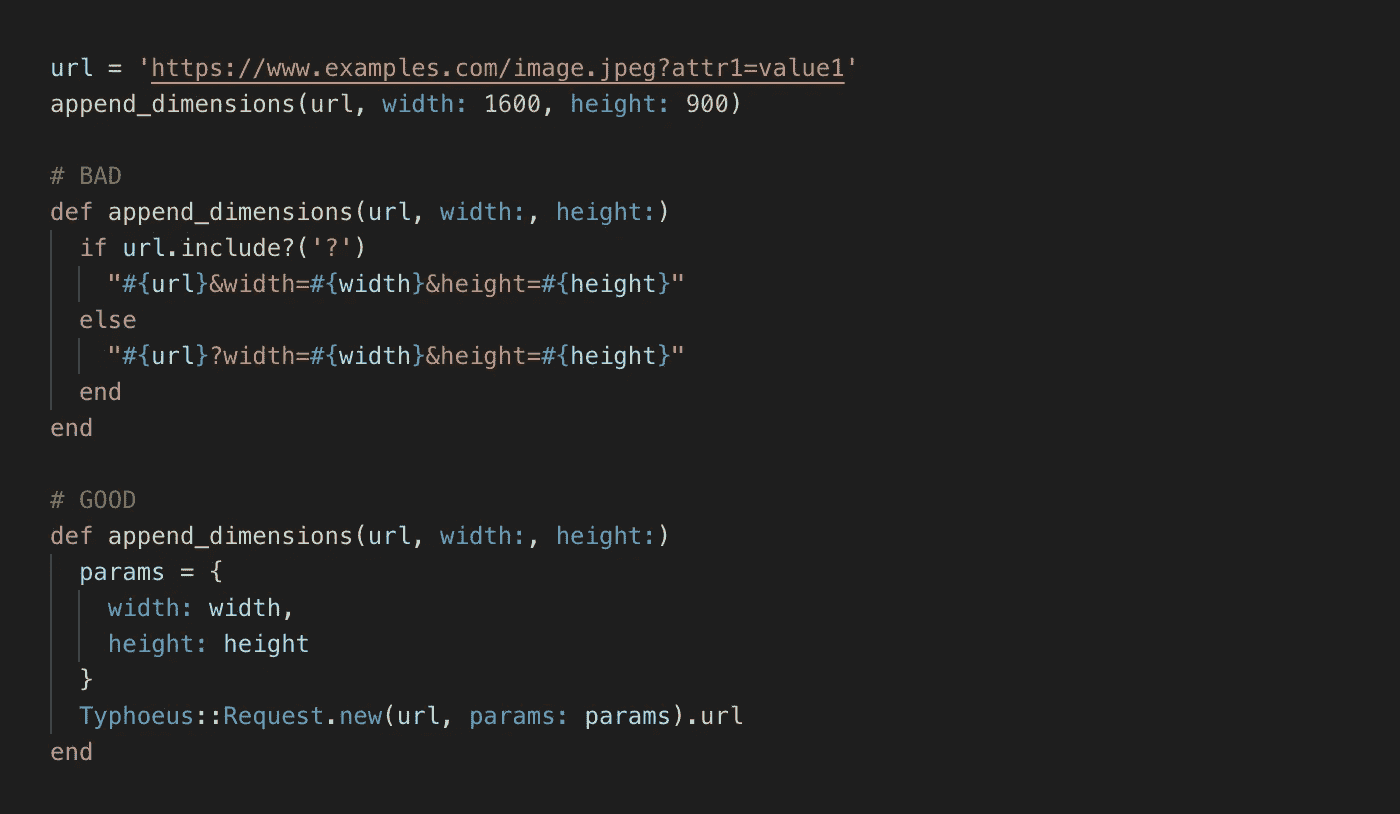 url = 'https://www.examples.com/image.jpeg?attr1=value1'
append_dimensions(url, width: 1600, height: 900)

# BAD
def append_dimensions(url, width:, height:)
  if url.include?('?')
    "#{url}&width=#{width}&height=#{height}"
  else
    "#{url}?width=#{width}&height=#{height}"
  end
end

# GOOD
def append_dimensions(url, width:, height:)
  params = {
    width: width,
    height: height
  }
  Typhoeus::Request.new(url, params: params).url
end